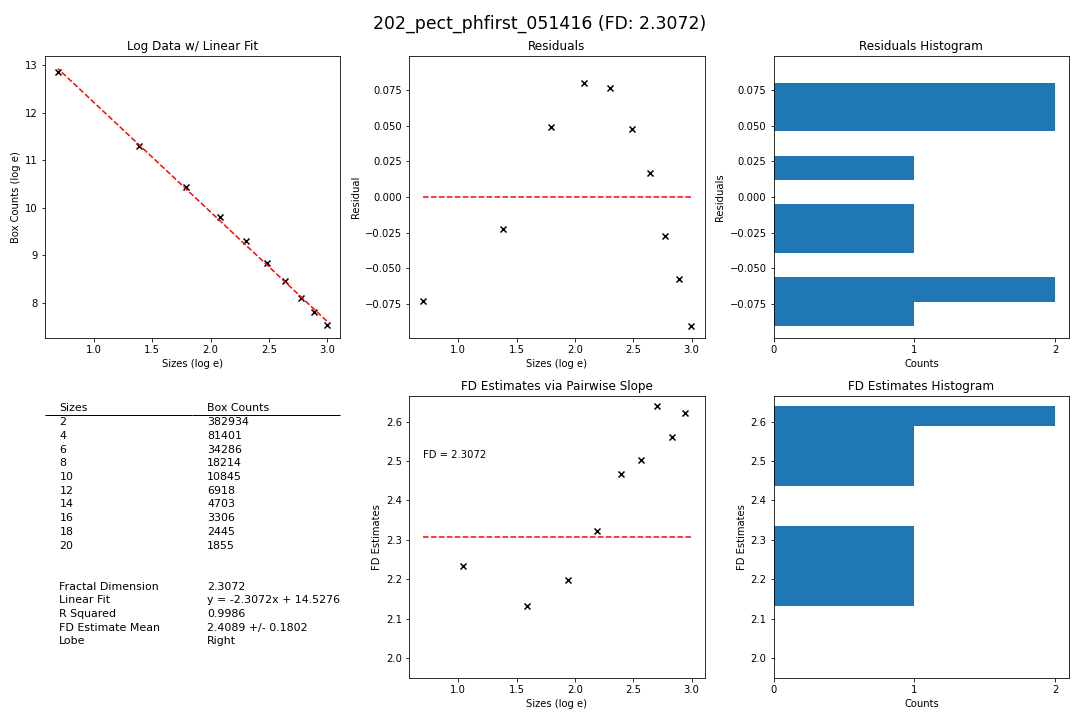 202_pect_phfirst_051416 (FD: 2.3072)
Log Data w/ Linear Fit
13
12
11
10
9
8
Box Counts (log e)
1.0 1.5 2.0 2.5 3.0
Sizes (log e)
Residuals
0.075
0.050
0.025
0.000
−0.025
−0.050
−0.075
Residual
1.0 1.5 2.0 2.5 3.0
Sizes (log e)
Residuals Histogram
0.075
0.050
0.025
0.000
−0.025
−0.050
−0.075
Residuals
0 1 2
Counts
Sizes Box Counts
2 382934
4 81401
6 34286
8 18214
10 10845
12 6918
14 4703
16 3306
18 2445
20 1855
Fractal Dimension 2.3072
Linear Fit y = -2.3072x + 14.5276
R Squared 0.9986
FD Estimate Mean 2.4089 +/- 0.1802
Lobe Right
FD Estimates via Pairwise Slope
2.6
2.5
2.4
2.3
2.2
2.1
2.0
FD Estimates
FD = 2.3072
1.0 1.5 2.0 2.5 3.0
Sizes (log e)
FD Estimates Histogram
2.6
2.5
2.4
2.3
2.2
2.1
2.0
FD Estimates
0 1 2
Counts